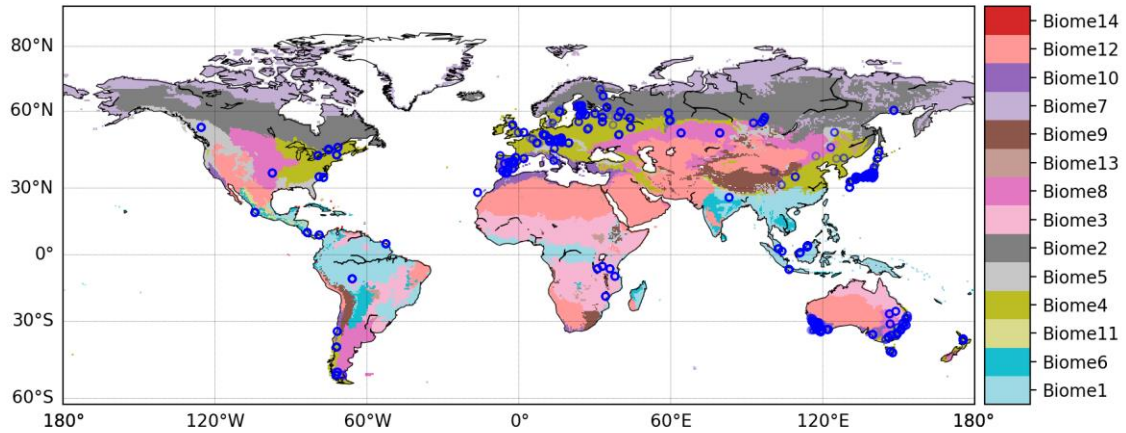 80°N
60°N
30°N
0°
30°S
60°S
180°
120°W
60°W
0°
60°E
120°E
180°
Biome14
Biome12
Biome10
Biome7
Biome9
Biome13
Biome8
Biome3
Biome2
Biome5
Biome4
Biome11
Biome6
Biome1